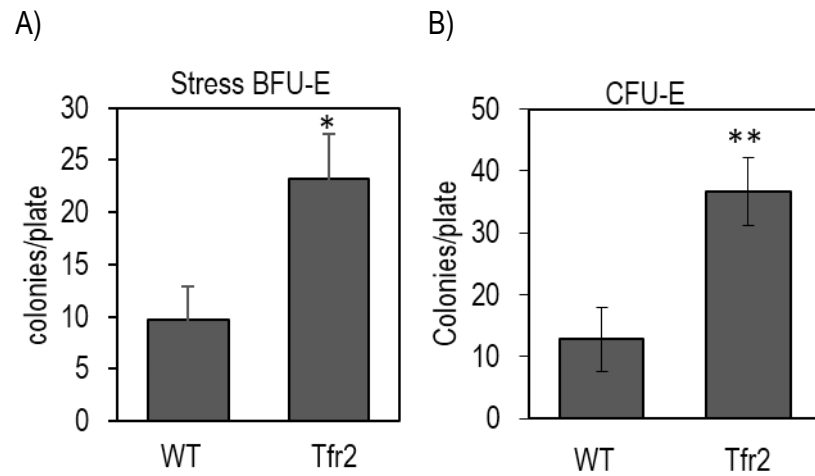 A)
Stress BFU-E
colonies/plate
30
25
20
15
10
5
0
*
WT
Tfr2
B)
CFU-E
Colonies/plate
50
40
30
20
10
0
**
WT
Tfr2